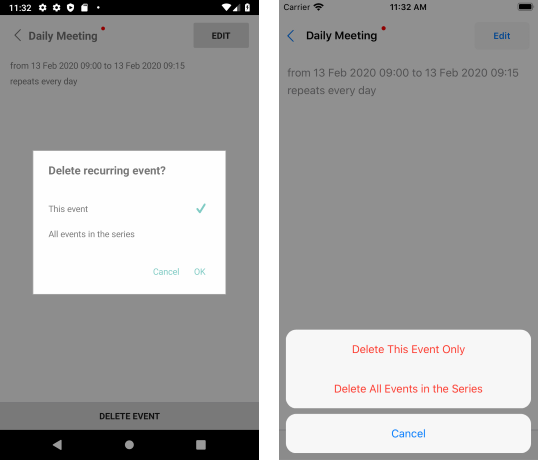 11:32
Daily Meeting
EDIT
from 13 Feb 2020 09:00 to 13 Feb 2020 09:15
repeats every day
Delete recurring event?
This event
All events in the series
Cancel OK
DELETE EVENT
Carrier 11:32 AM
Daily Meeting
Edit
from 13 Feb 2020 09:00 to 13 Feb 2020 09:15
repeats every day
Delete This Event Only
Delete All Events in the Series
Cancel